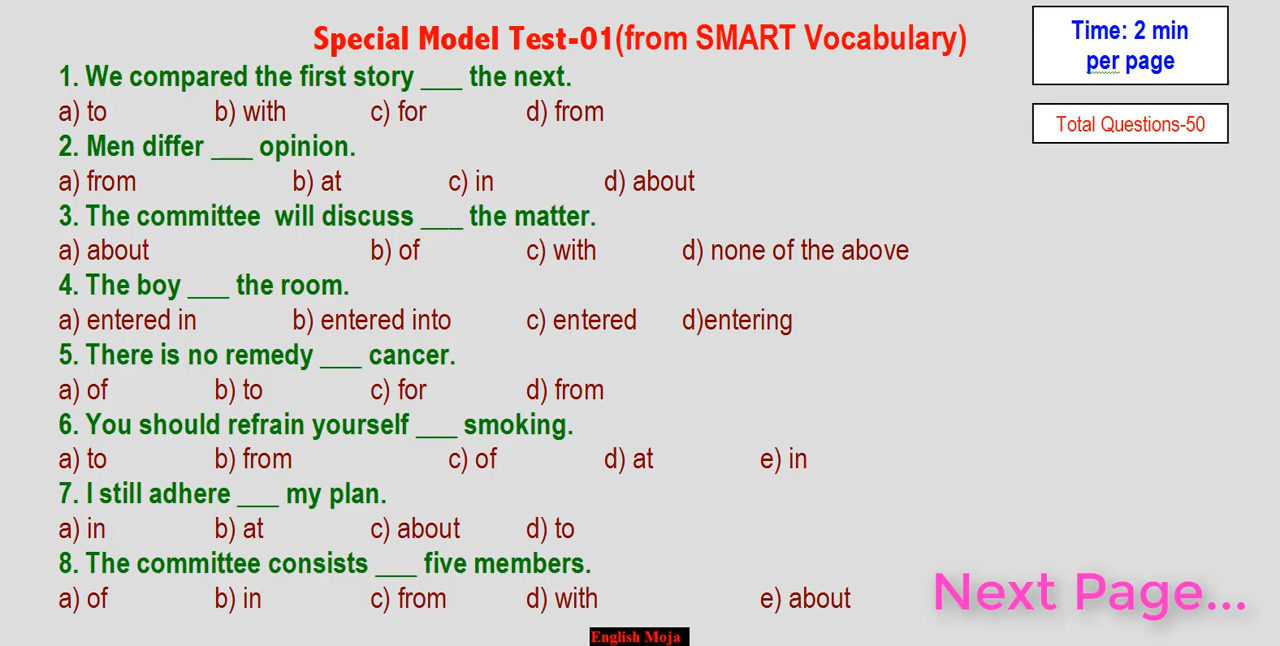 Special Model Test-01(from SMART Vocabulary)
Time: 2 min
per page
Total Questions-50
1. We compared the first story ___ the next.
a) to b) with c) for d) from
2. Men differ ___ opinion.
a) from b) at c) in d) about
3. The committee will discuss ___ the matter.
a) about b) of c) with d) none of the above
4. The boy ___ the room.
a) entered in b) entered into c) entered d)entering
5. There is no remedy ___ cancer.
a) of b) to c) for d) from
6. You should refrain yourself ___ smoking.
a) to b) from c) of d) at e) in
7. I still adhere ___ my plan.
a) in b) at c) about d) to
8. The committee consists ___ five members.
a) of b) in c) from d) with e) about
Next Page...
English Moja